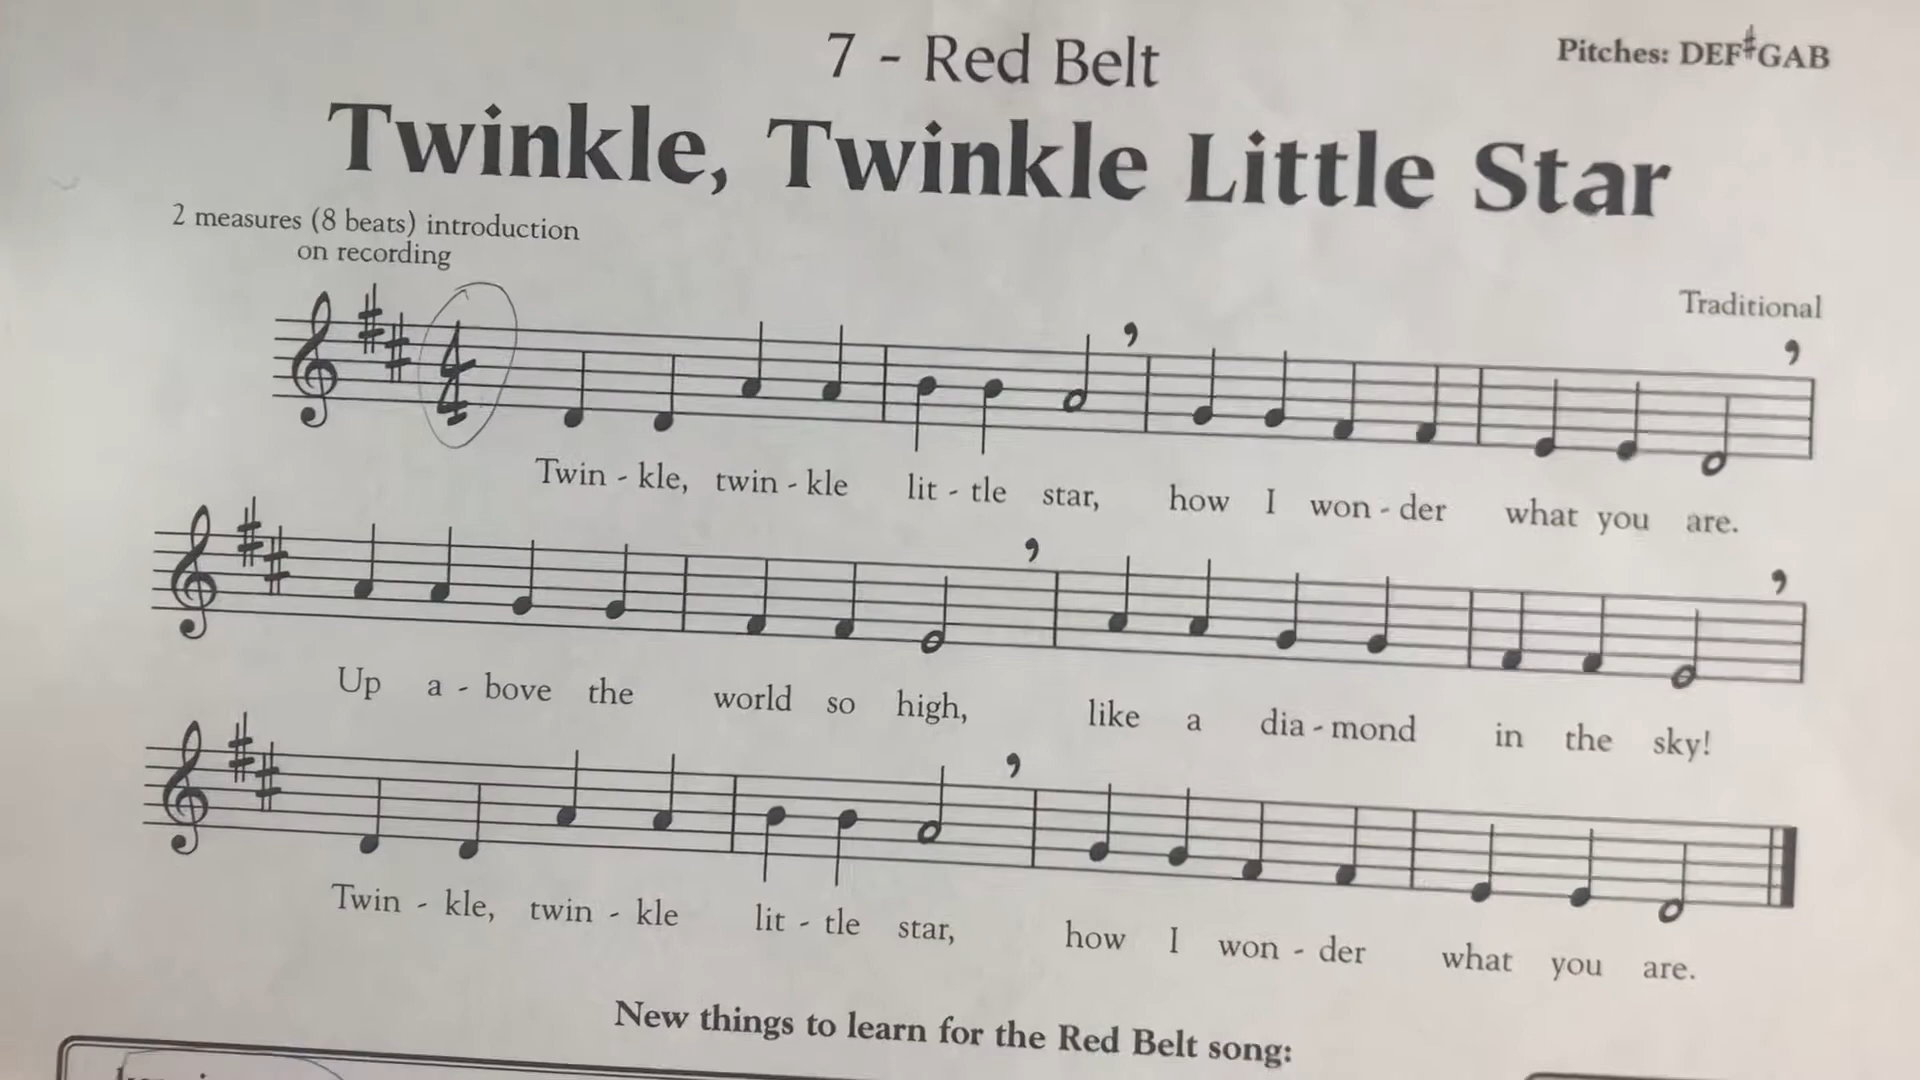 7 - Red Belt
Pitches: DEF♯GAB
Twinkle, Twinkle Little Star
2 measures (8 beats) introduction
on recording
Traditional
4
4
Twin - kle, twin - kle lit - tle star, how I won - der what you are.
Up a - bove the world so high, like a dia - mond in the sky!
Twin - kle, twin - kle lit - tle star, how I won - der what you are.
New things to learn for the Red Belt song: